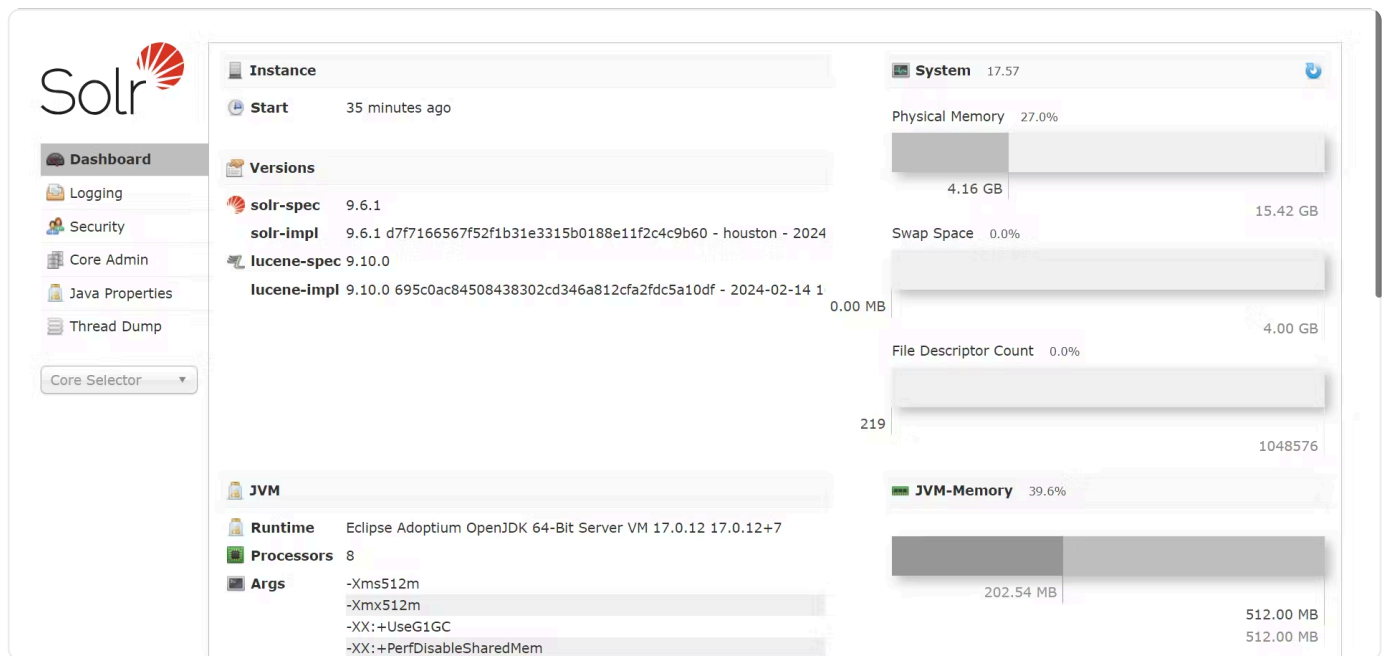 Solr
Dashboard
Logging
Security
Core Admin
Java Properties
Thread Dump
Core Selector
Instance
Start 35 minutes ago
Versions
solr-spec 9.6.1
solr-impl 9.6.1 d7f7166567f52f1b31e3315b0188e11f2c4c9b60 - houston - 2024
lucene-spec 9.10.0
lucene-impl 9.10.0 695c0ac84508438302cd346a812cfa2fdc5a10df - 2024-02-14 1
JVM
Runtime Eclipse Adoptium OpenJDK 64-Bit Server VM 17.0.12 17.0.12+7
Processors 8
Args -Xms512m
-Xmx512m
-XX:+UseG1GC
-XX:+PerfDisableSharedMem
System 17.57
Physical Memory 27.0%
4.16 GB
15.42 GB
Swap Space 0.0%
0.00 MB
4.00 GB
File Descriptor Count 0.0%
219
1048576
JVM-Memory 39.6%
202.54 MB
512.00 MB
512.00 MB